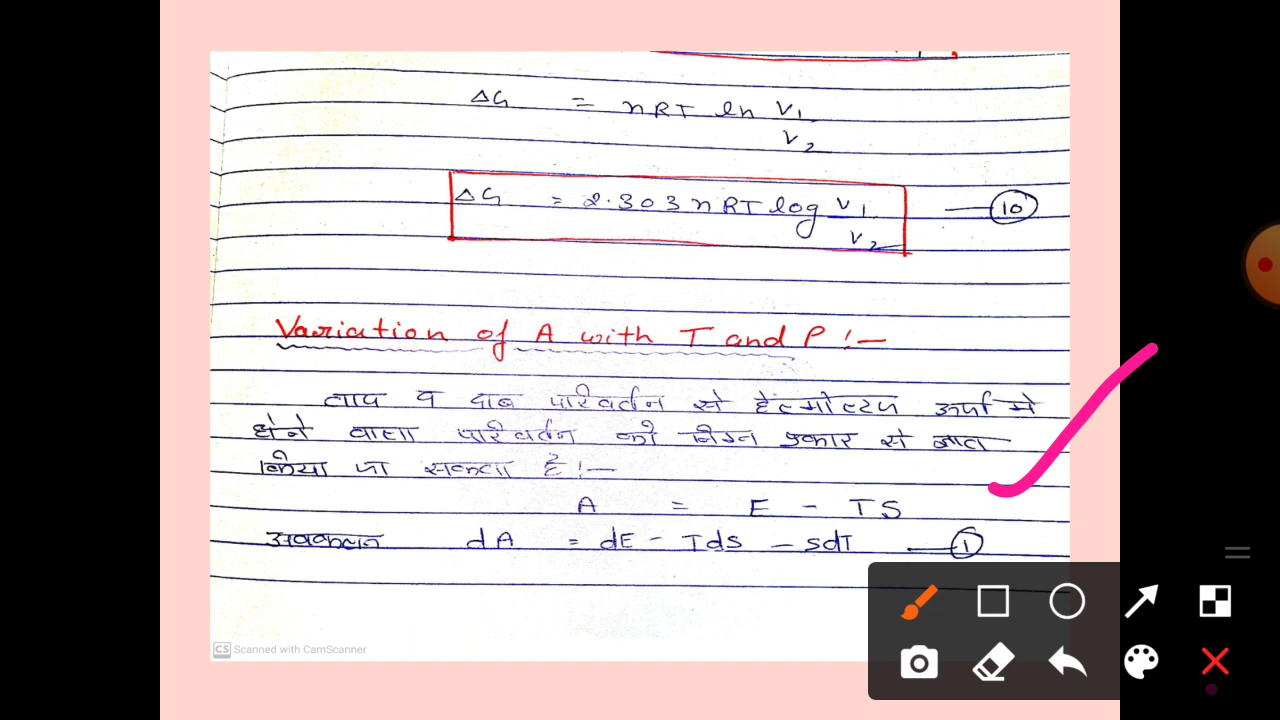 ΔG = nRT ln V1/V2
ΔG = 2.303 nRT log V1/V2 — 10
Variation of A with T and P :—
ताप व दाब परिवर्तन से हेल्मोल्टज ऊर्जा मे
होने वाला परिवर्तन को निम्न प्रकार से ज्ञात
किया जा सकता है :—
A = E - TS
अवकलन dA = dE - TdS - SdT — 1
CS Scanned with CamScanner